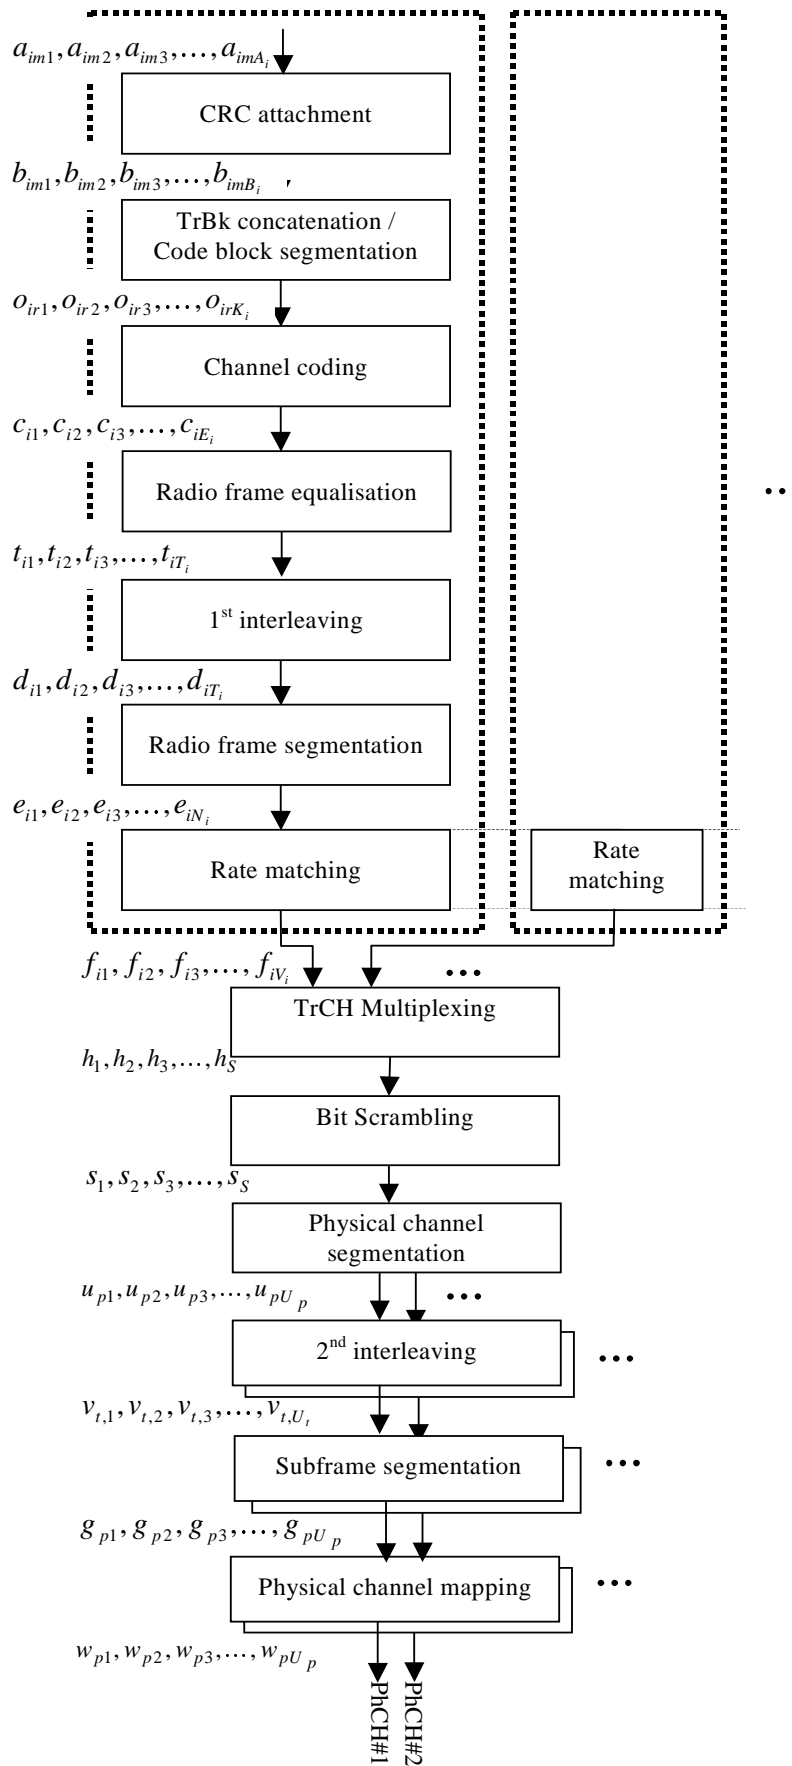 a_{im1}, a_{im2}, a_{im3}, ..., a_{imA_i}
CRC attachment
b_{im1}, b_{im2}, b_{im3}, ..., b_{imB_i}
TrBk concatenation /
Code block segmentation
o_{ir1}, o_{ir2}, o_{ir3}, ..., o_{irK_i}
Channel coding
c_{i1}, c_{i2}, c_{i3}, ..., c_{iE_i}
Radio frame equalisation
t_{i1}, t_{i2}, t_{i3}, ..., t_{iT_i}
1st interleaving
d_{i1}, d_{i2}, d_{i3}, ..., d_{iT_i}
Radio frame segmentation
e_{i1}, e_{i2}, e_{i3}, ..., e_{iN_i}
Rate matching
Rate
matching
f_{i1}, f_{i2}, f_{i3}, ..., f_{iV_i}
TrCH Multiplexing
h_1, h_2, h_3, ..., h_S
Bit Scrambling
s_1, s_2, s_3, ..., s_S
Physical channel
segmentation
u_{p1}, u_{p2}, u_{p3}, ..., u_{pU_p}
2nd interleaving
v_{t,1}, v_{t,2}, v_{t,3}, ..., v_{t,U_t}
Subframe segmentation
g_{p1}, g_{p2}, g_{p3}, ..., g_{pU_p}
Physical channel mapping
w_{p1}, w_{p2}, w_{p3}, ..., w_{pU_p}
PhCH#1
PhCH#2